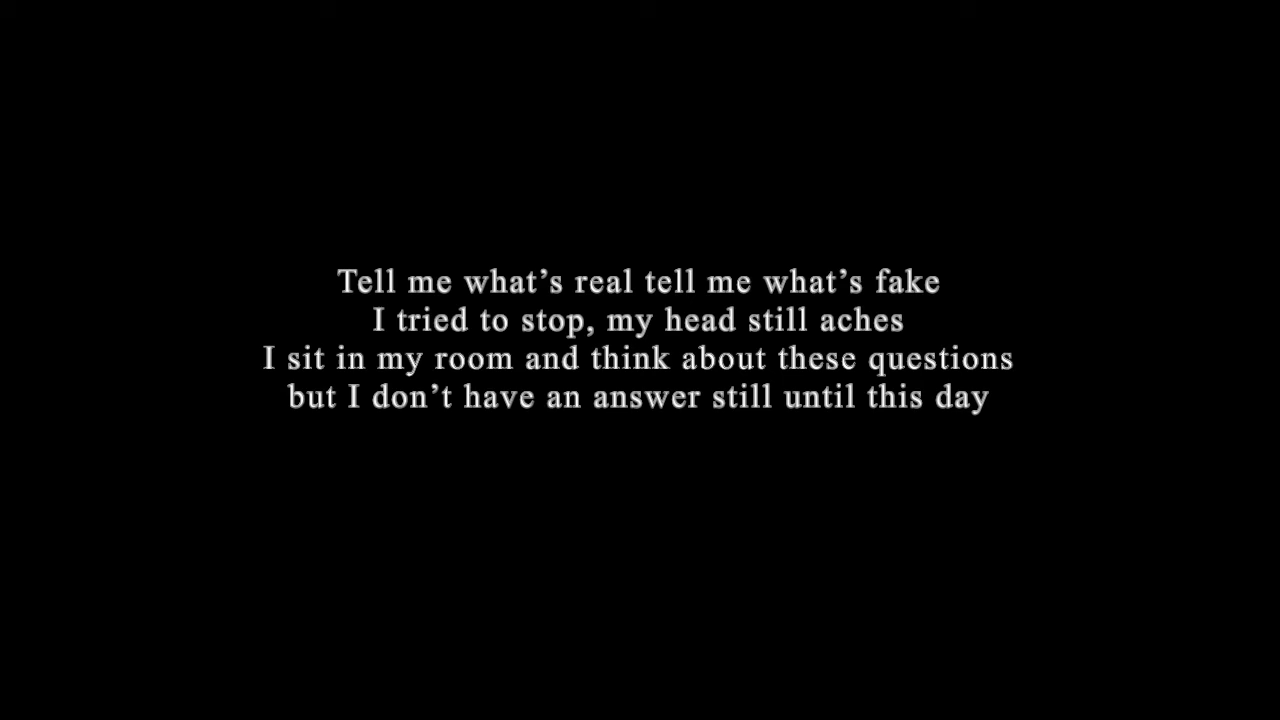 Tell me what’s real tell me what’s fake
I tried to stop, my head still aches
I sit in my room and think about these questions
but I don’t have an answer still until this day